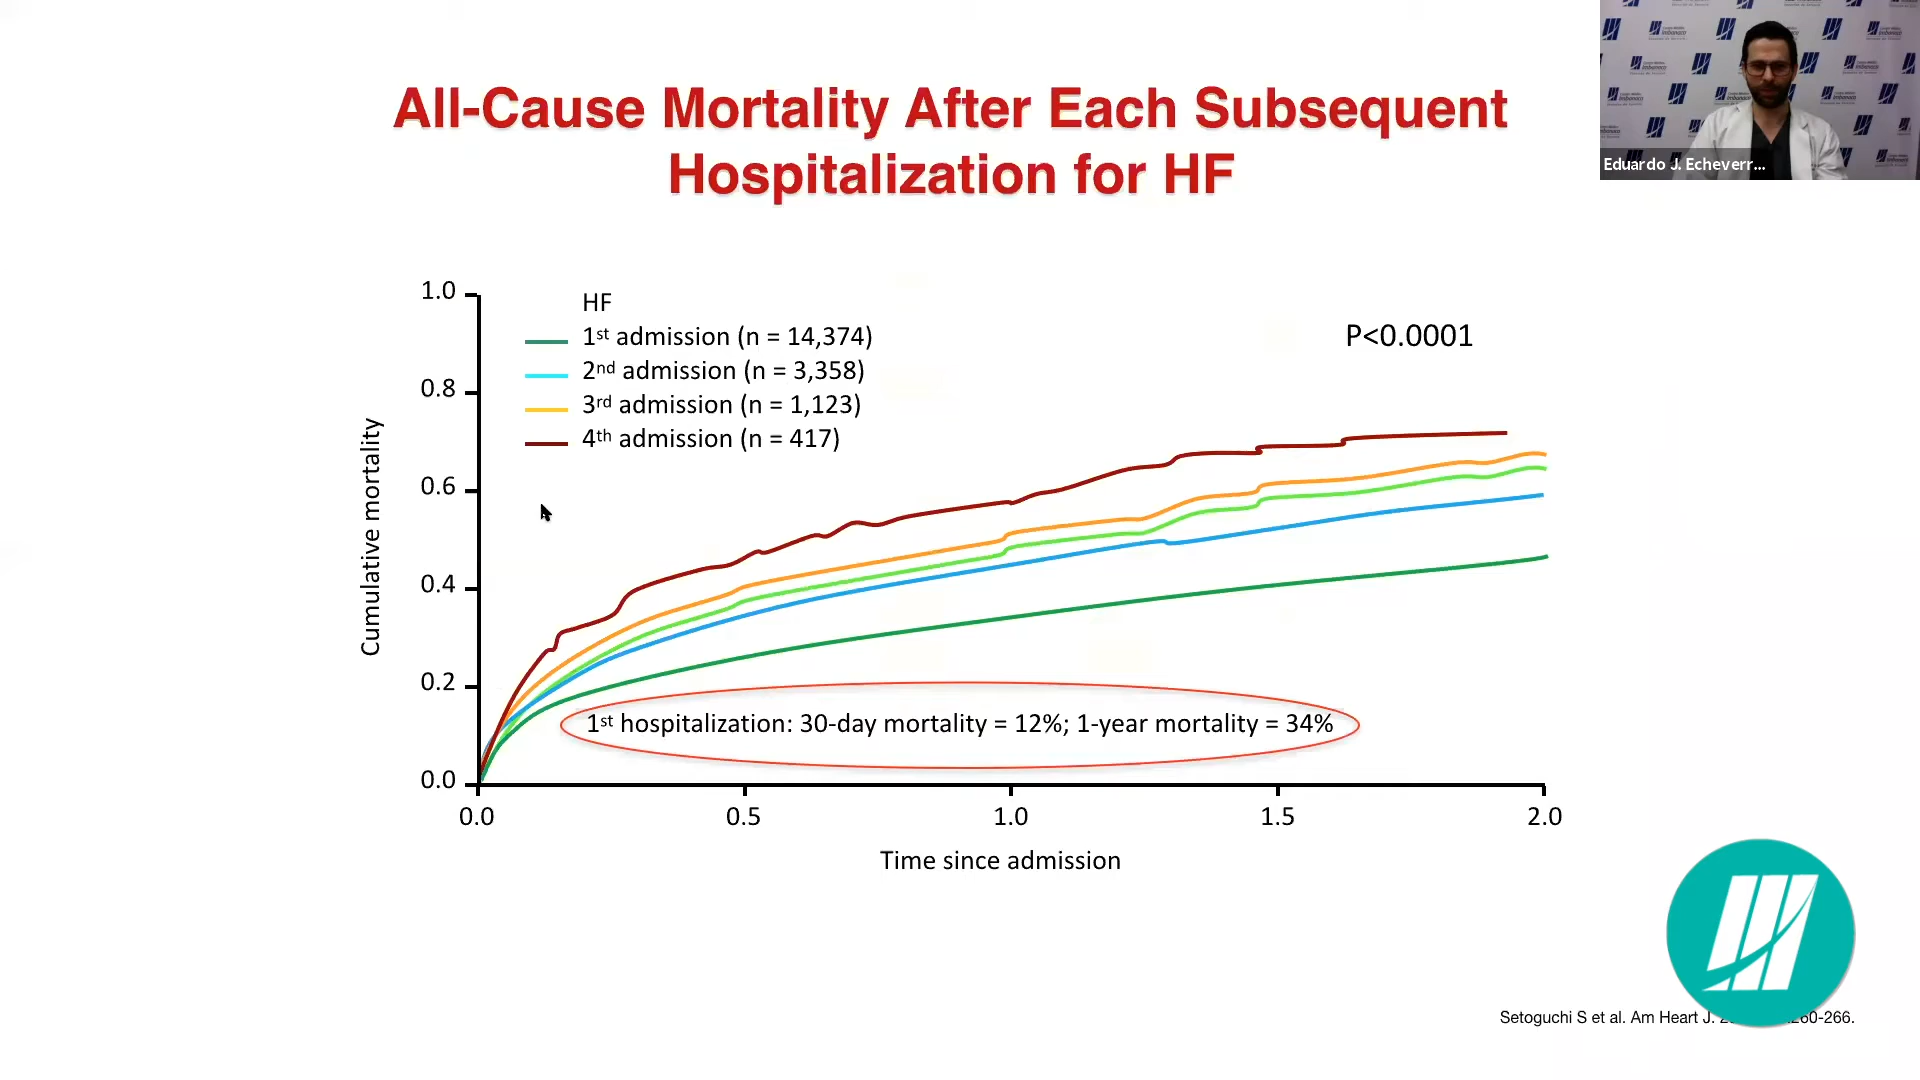 All-Cause Mortality After Each Subsequent
Hospitalization for HF
Eduardo J. Echeverr...
HF
1st admission (n = 14,374)
2nd admission (n = 3,358)
3rd admission (n = 1,123)
4th admission (n = 417)
P<0.0001
Cumulative mortality
1.0
0.8
0.6
0.4
0.2
0.0
1st hospitalization: 30-day mortality = 12%; 1-year mortality = 34%
0.0 0.5 1.0 1.5 2.0
Time since admission
Setoguchi S et al. Am Heart J. 260-266.